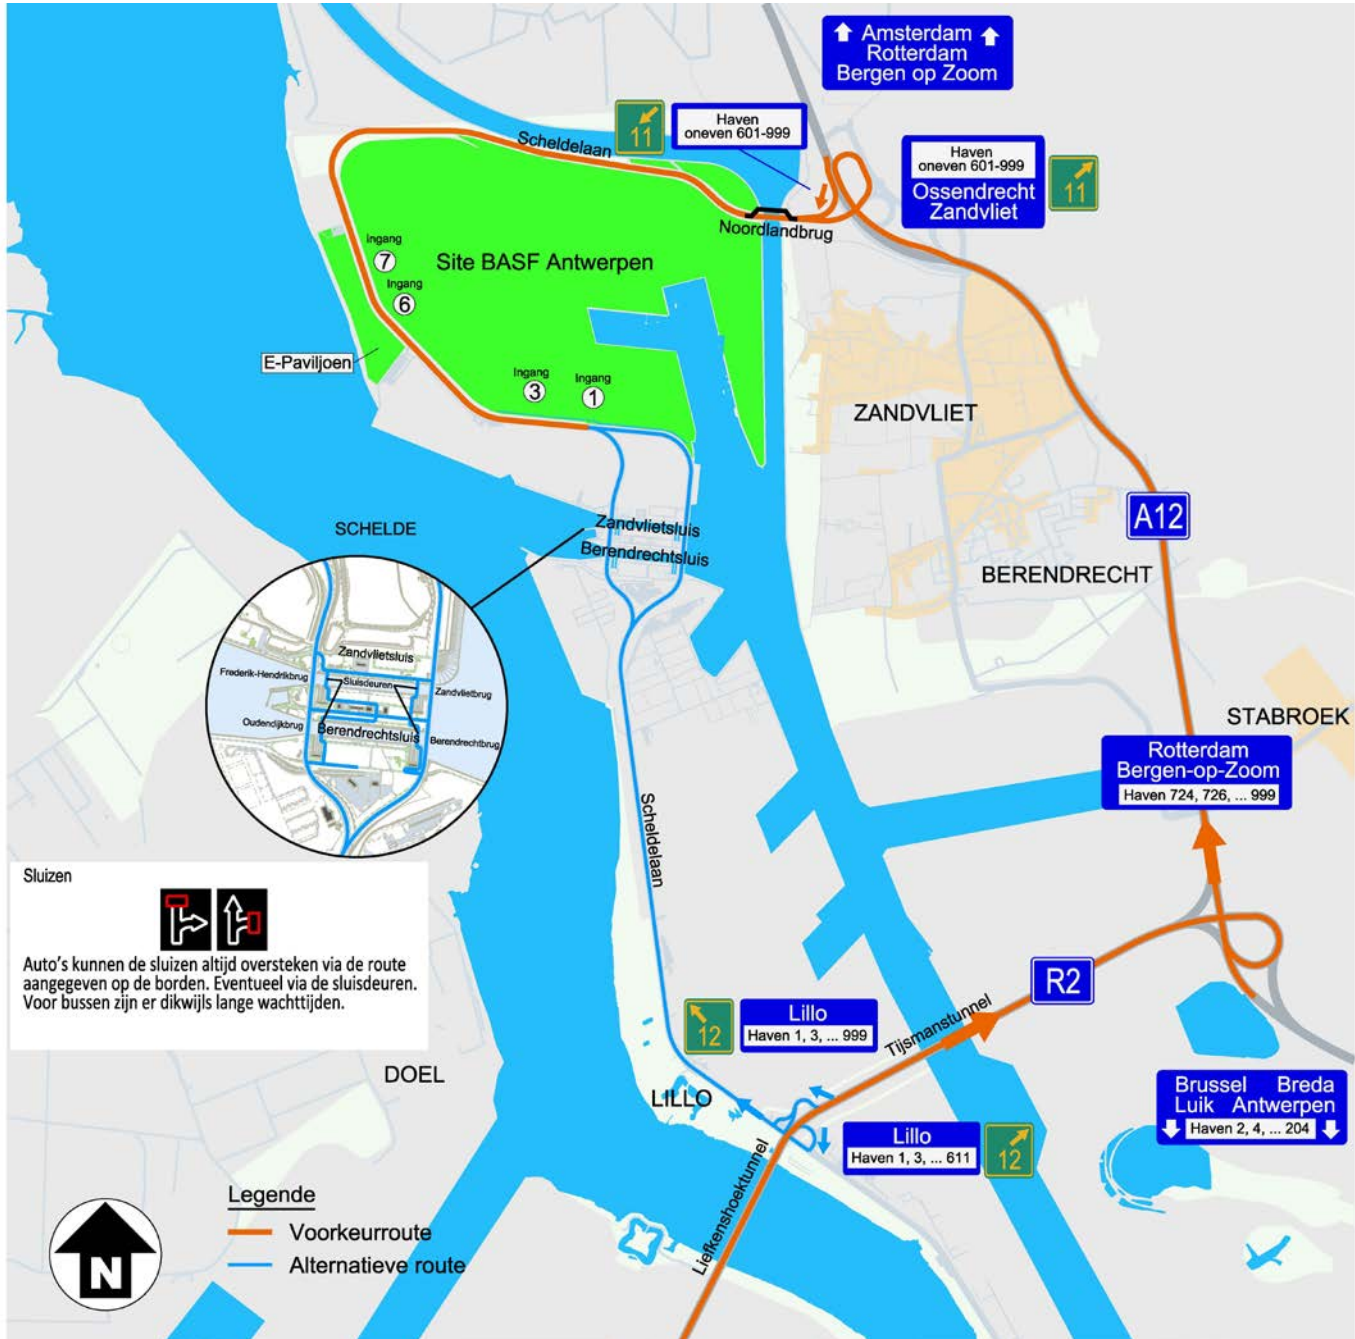 Amsterdam
Rotterdam
Bergen op Zoom
11
Haven
oneven 601-999
Haven
oneven 601-999
Ossendrecht
Zandvliet
11
Scheldelaan
Noordlandbrug
Ingang
7
Ingang
6
Site BASF Antwerpen
E-Paviljoen
Ingang
3
Ingang
1
ZANDVLIET
A12
SCHELDE
Zandvlietsluis
Berendrechtsluis
BERENDRECHT
Zandvlietsluis
Frederik-Hendrikbrug
Sluisdeuren
Zandvlietbrug
Oudendijkbrug
Berendrechtsluis
Berendrechtbrug
STABROEK
Rotterdam
Bergen-op-Zoom
Haven 724, 726, ... 999
Scheldelaan
Sluizen
Auto's kunnen de sluizen altijd oversteken via de route
aangegeven op de borden. Eventueel via de sluisdeuren.
Voor bussen zijn er dikwijls lange wachttijden.
R2
Tijsmanstunnel
12
Lillo
Haven 1, 3, ... 999
DOEL
LILLO
Brussel Breda
Luik Antwerpen
Haven 2, 4, ... 204
Lillo
Haven 1, 3, ... 611
12
Liefkenshoektunnel
Legende
Voorkeurroute
Alternatieve route
N